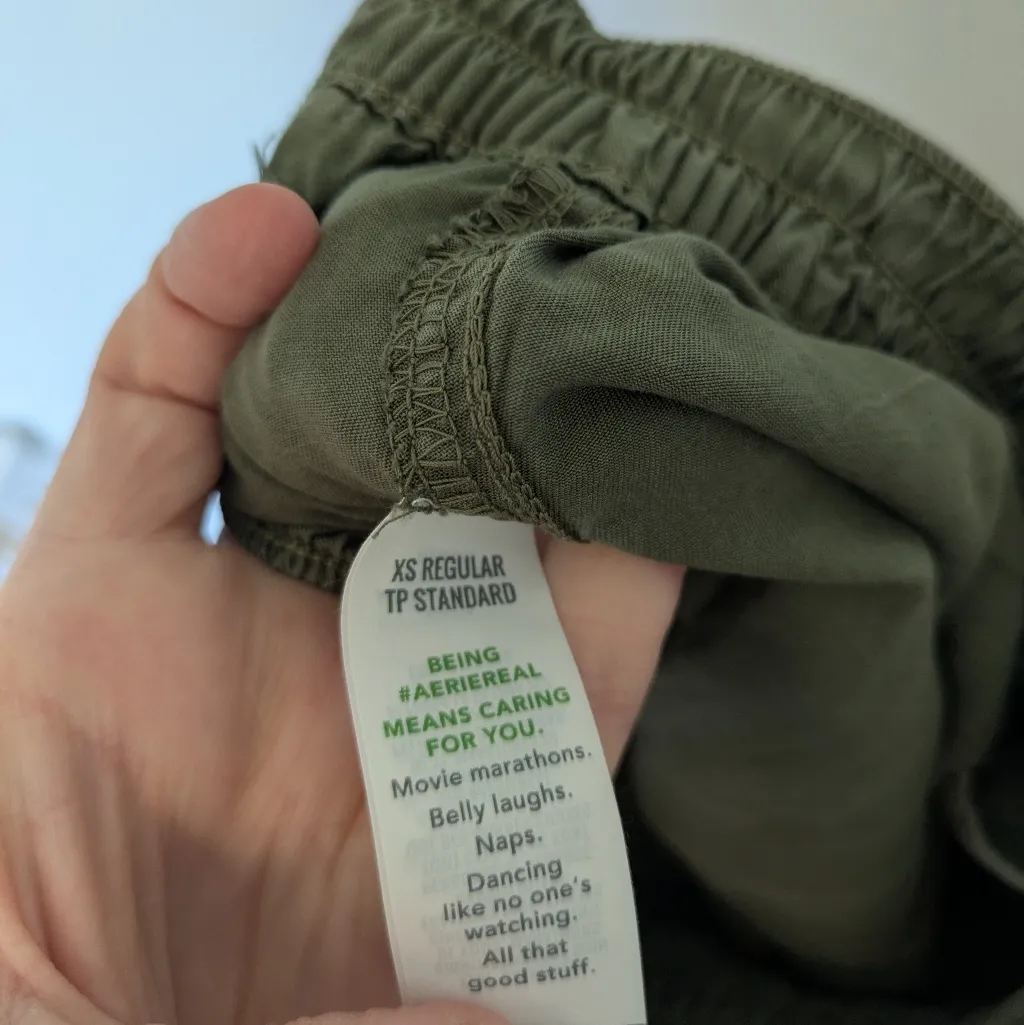 XS REGULAR
TP STANDARD
BEING
#AERIEREAL
MEANS CARING
FOR YOU.
Movie marathons.
Belly laughs.
Naps.
Dancing
like no one's
watching.
All that
good stuff.